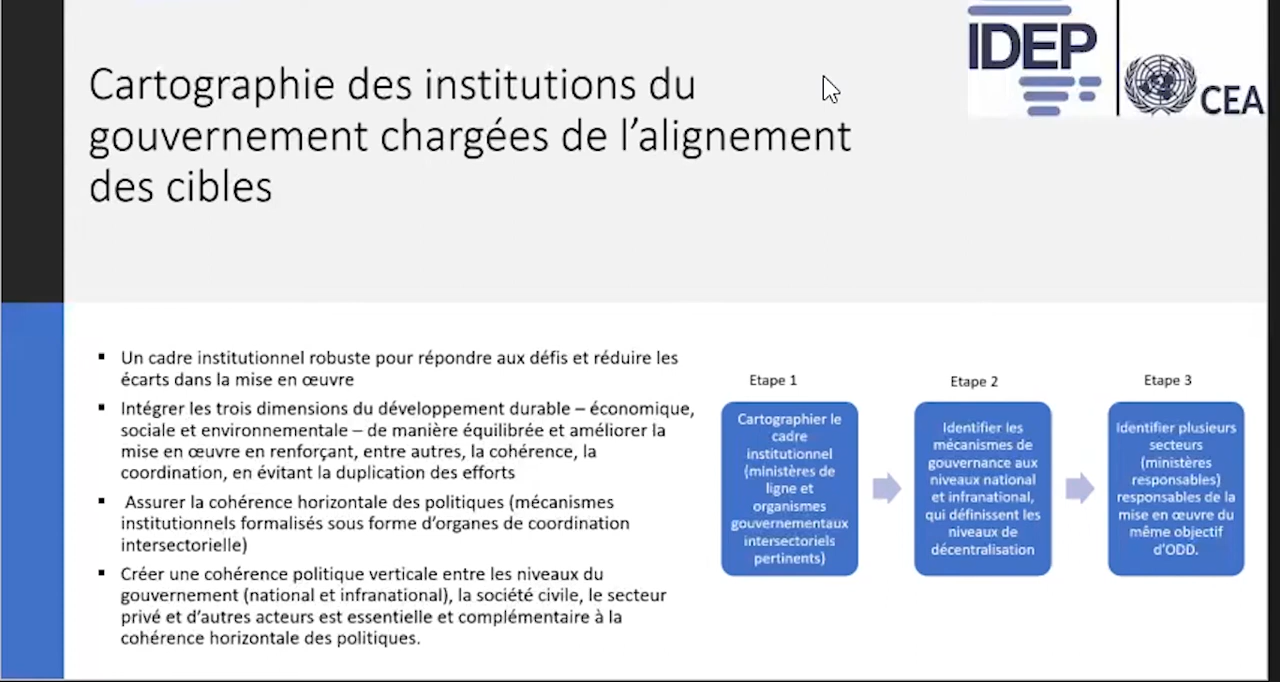 IDEP
CEA
Cartographie des institutions du
gouvernement chargées de l’alignement
des cibles
▪ Un cadre institutionnel robuste pour répondre aux défis et réduire les
écarts dans la mise en œuvre
▪ Intégrer les trois dimensions du développement durable – économique,
sociale et environnementale – de manière équilibrée et améliorer la
mise en œuvre en renforçant, entre autres, la cohérence, la
coordination, en évitant la duplication des efforts
▪ Assurer la cohérence horizontale des politiques (mécanismes
institutionnels formalisés sous forme d’organes de coordination
intersectorielle)
▪ Créer une cohérence politique verticale entre les niveaux du
gouvernement (national et infranational), la société civile, le secteur
privé et d’autres acteurs est essentielle et complémentaire à la
cohérence horizontale des politiques.
Etape 1
Cartographier le
cadre
institutionnel
(ministères de
ligne et
organismes
gouvernementaux
intersectoriels
pertinents)
Etape 2
Identifier les
mécanismes de
gouvernance aux
niveaux national
et infranational,
qui définissent les
niveaux de
décentralisation
Etape 3
Identifier plusieurs
secteurs
(ministères
responsables)
responsables de la
mise en œuvre du
même objectif
d’ODD.